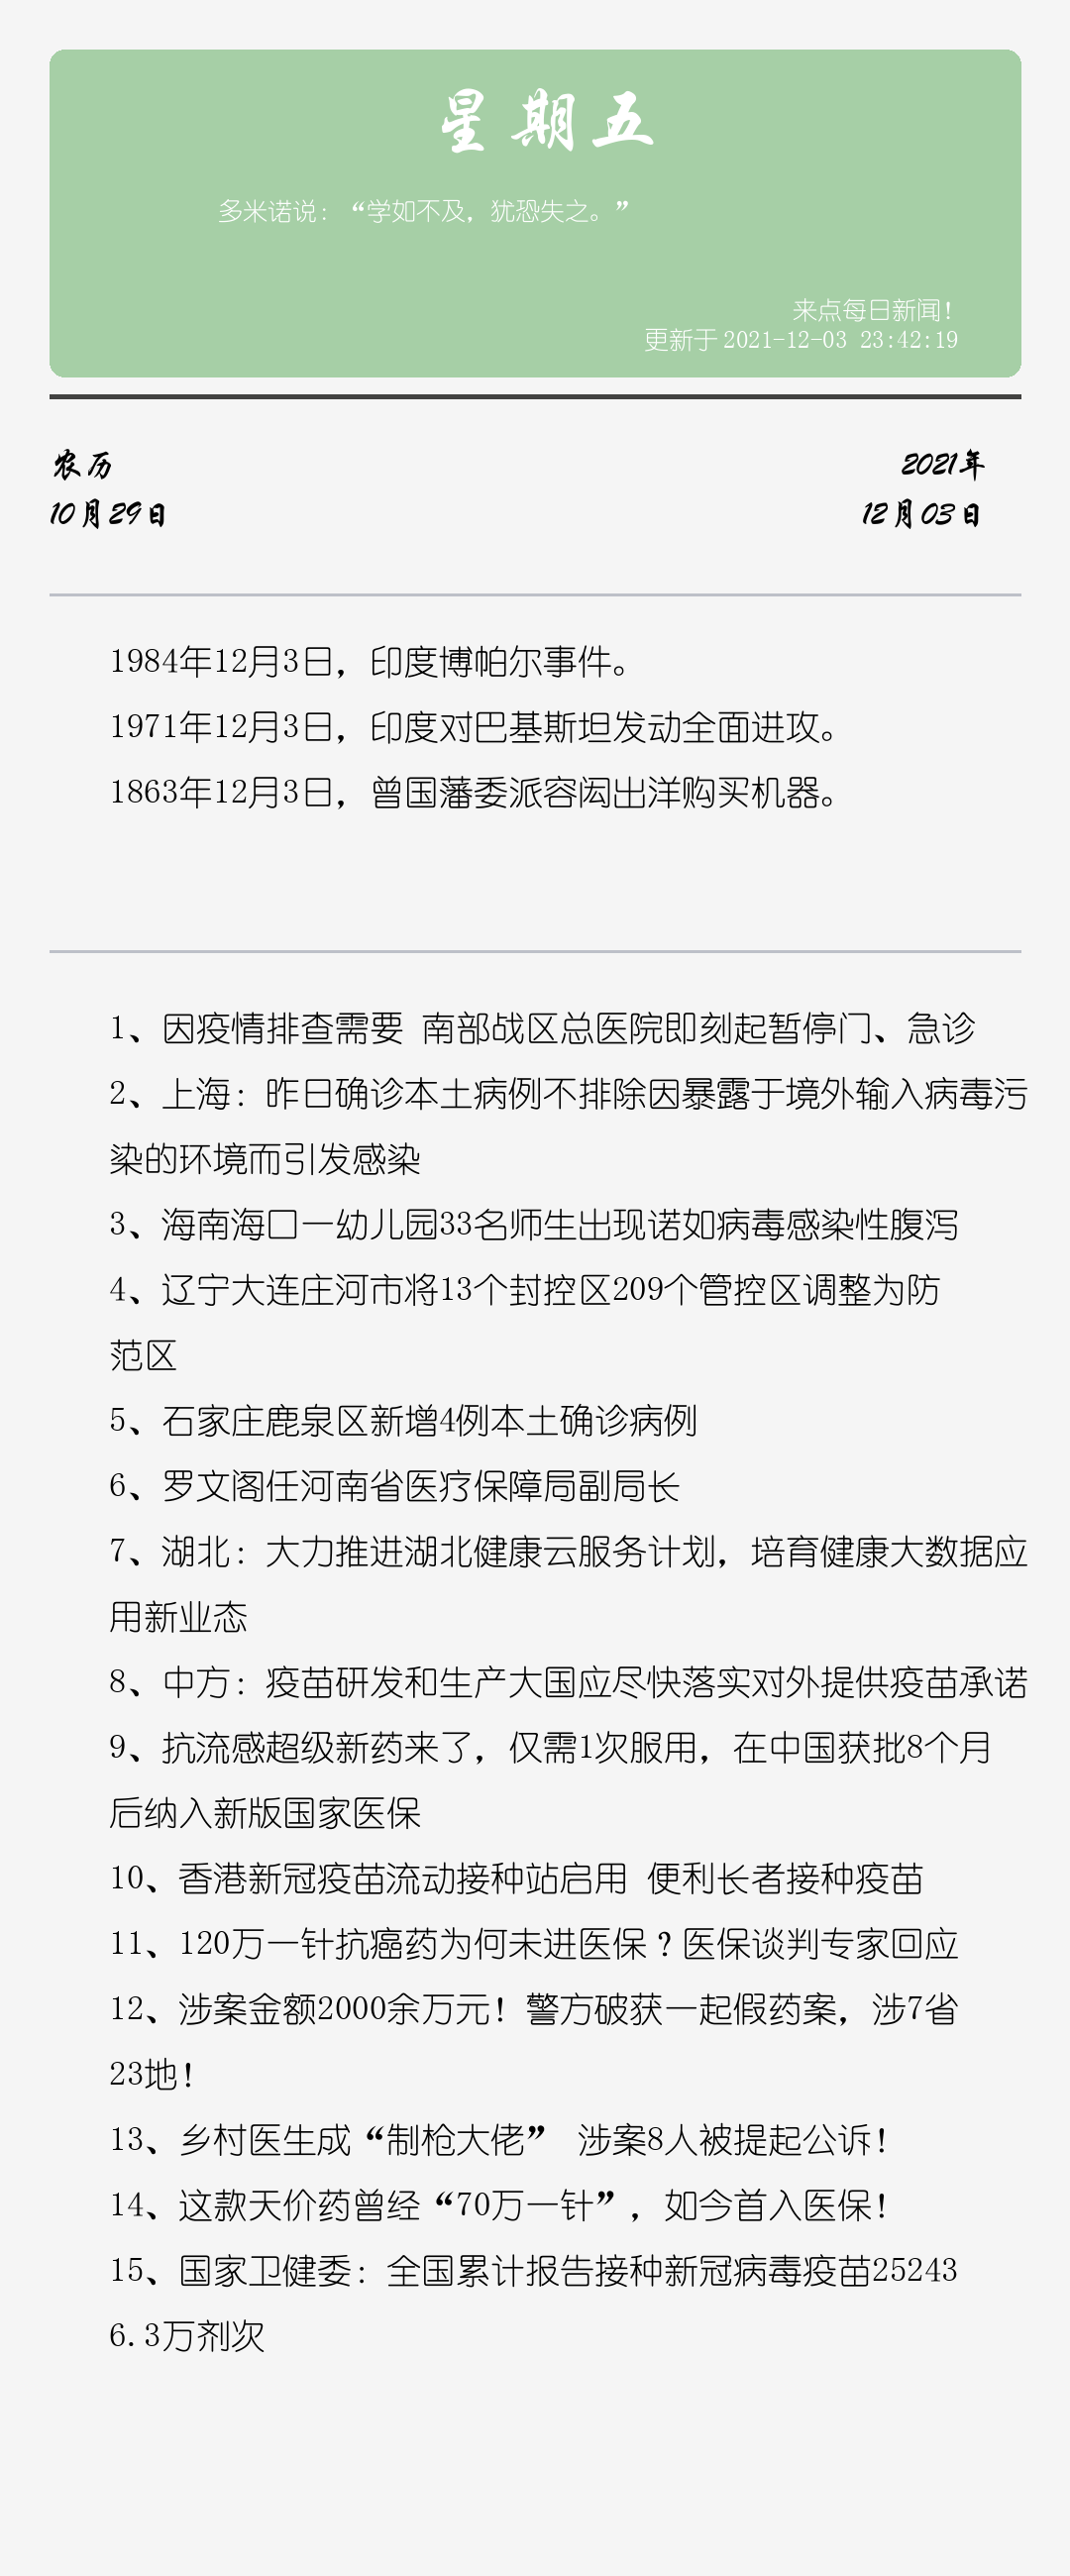 星期五
多米诺说：“学如不及，犹恐失之。”
来点每日新闻！
更新于 2021-12-03 23:42:19
农历
2021年
10月29日
12月03日
1984年12月3日，印度博帕尔事件。
1971年12月3日，印度对巴基斯坦发动全面进攻。
1863年12月3日，曾国藩委派容闳出洋购买机器。
1、因疫情排查需要 南部战区总医院即刻起暂停门、急诊
2、上海：昨日确诊本土病例不排除因暴露于境外输入病毒污
染的环境而引发感染
3、海南海口一幼儿园33名师生出现诺如病毒感染性腹泻
4、辽宁大连庄河市将13个封控区209个管控区调整为防
范区
5、石家庄鹿泉区新增4例本土确诊病例
6、罗文阁任河南省医疗保障局副局长
7、湖北：大力推进湖北健康云服务计划，培育健康大数据应
用新业态
8、中方：疫苗研发和生产大国应尽快落实对外提供疫苗承诺
9、抗流感超级新药来了，仅需1次服用，在中国获批8个月
后纳入新版国家医保
10、香港新冠疫苗流动接种站启用 便利长者接种疫苗
11、120万一针抗癌药为何未进医保？医保谈判专家回应
12、涉案金额2000余万元！警方破获一起假药案，涉7省
23地！
13、乡村医生成“制枪大佬” 涉案8人被提起公诉！
14、这款天价药曾经“70万一针”，如今首入医保！
15、国家卫健委：全国累计报告接种新冠病毒疫苗25243
6.3万剂次